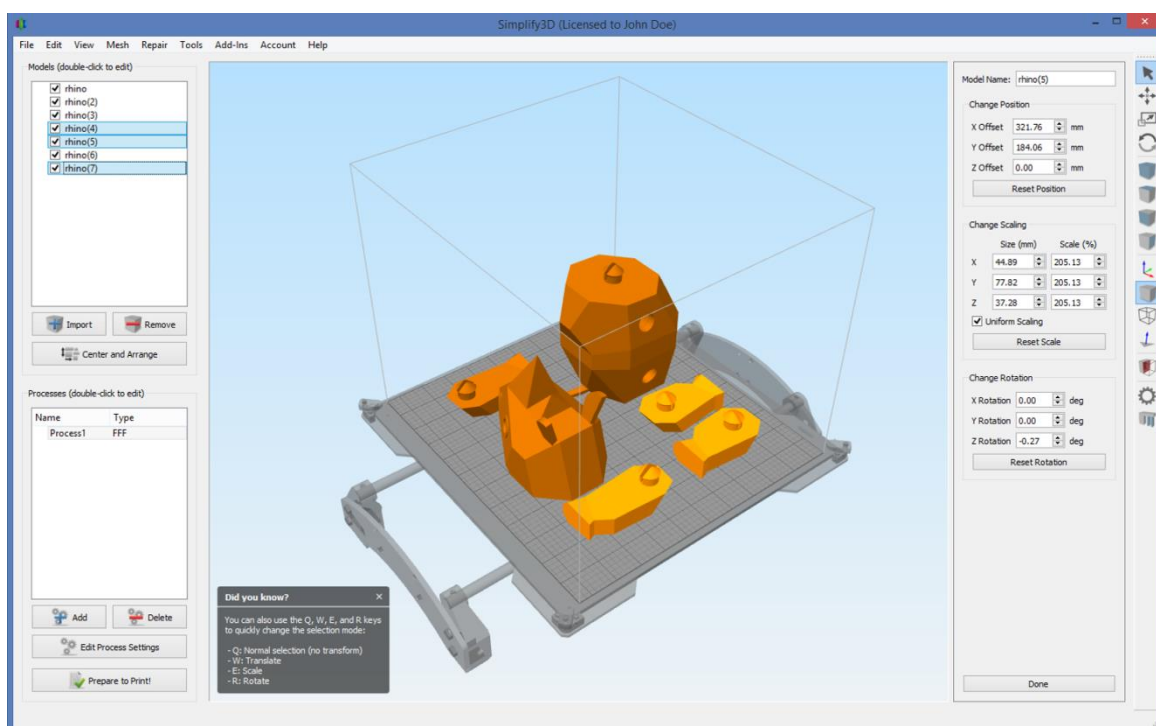 Simplify3D (Licensed to John Doe)
File Edit View Mesh Repair Tools Add-Ins Account Help
Models (double-click to edit)
rhino
rhino(2)
rhino(3)
rhino(4)
rhino(5)
rhino(6)
rhino(7)
Import Remove
Center and Arrange
Processes (double-click to edit)
Name Type
Process1 FFF
Add Delete
Edit Process Settings
Prepare to Print!
Did you know?
You can also use the Q, W, E, and R keys
to quickly change the selection mode:
- Q: Normal selection (no transform)
- W: Translate
- E: Scale
- R: Rotate
Model Name: rhino(5)
Change Position
X Offset 321.76 mm
Y Offset 184.06 mm
Z Offset 0.00 mm
Reset Position
Change Scaling
Size (mm) Scale (%)
X 44.89 205.13
Y 77.82 205.13
Z 37.28 205.13
Uniform Scaling
Reset Scale
Change Rotation
X Rotation 0.00 deg
Y Rotation 0.00 deg
Z Rotation -0.27 deg
Reset Rotation
Done